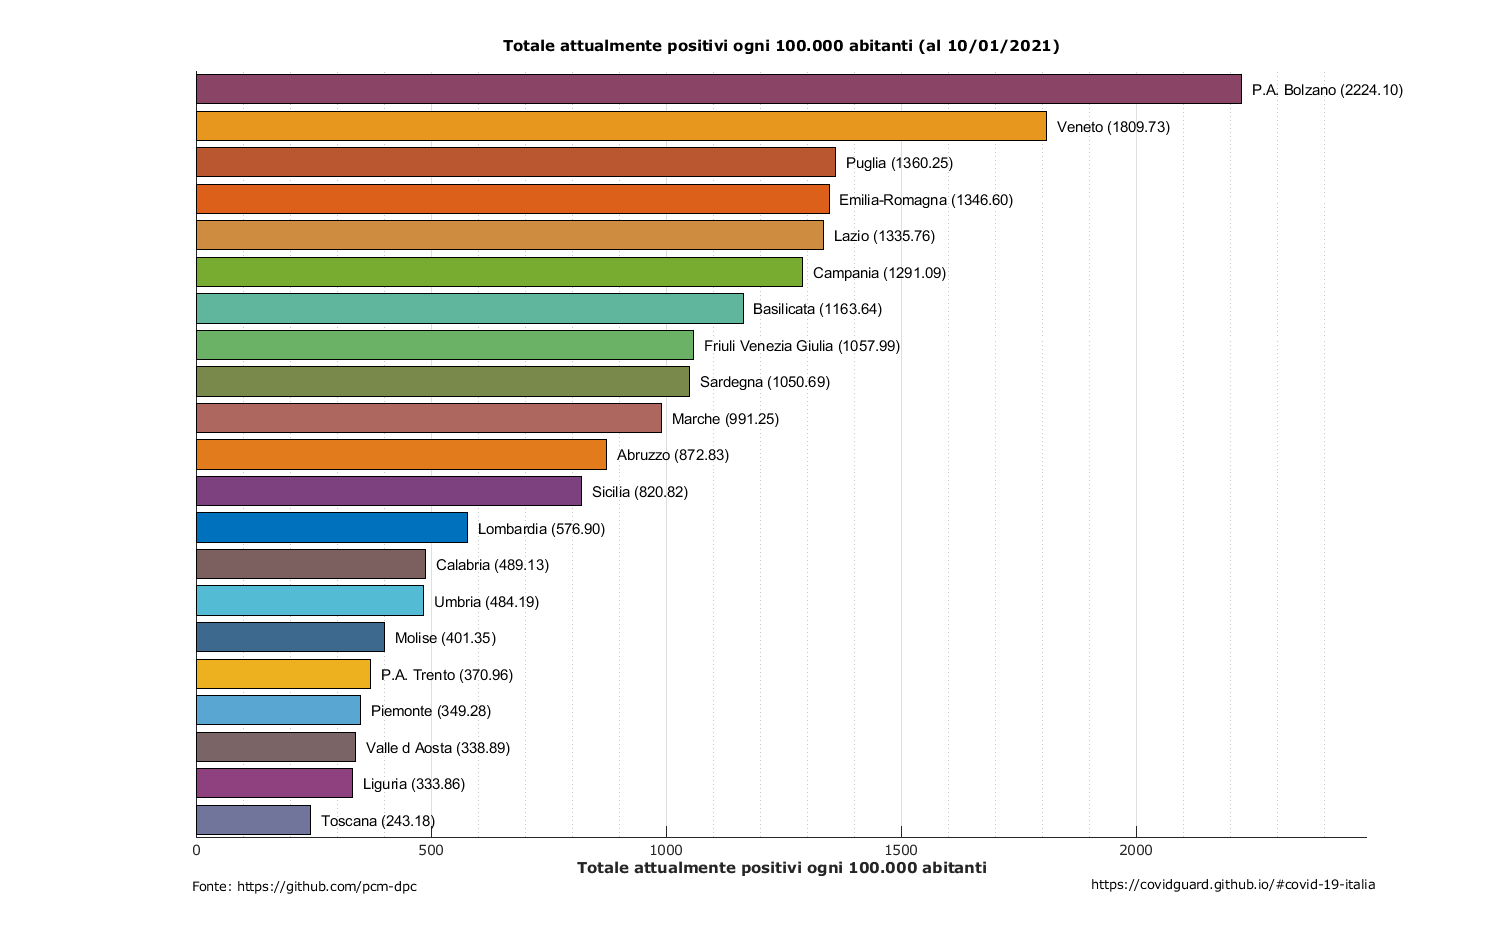 Totale attualmente positivi ogni 100.000 abitanti (al 10/01/2021)
P.A. Bolzano (2224.10)
Veneto (1809.73)
Puglia (1360.25)
Emilia-Romagna (1346.60)
Lazio (1335.76)
Campania (1291.09)
Basilicata (1163.64)
Friuli Venezia Giulia (1057.99)
Sardegna (1050.69)
Marche (991.25)
Abruzzo (872.83)
Sicilia (820.82)
Lombardia (576.90)
Calabria (489.13)
Umbria (484.19)
Molise (401.35)
P.A. Trento (370.96)
Piemonte (349.28)
Valle d Aosta (338.89)
Liguria (333.86)
Toscana (243.18)
0 500 1000 1500 2000
Totale attualmente positivi ogni 100.000 abitanti
Fonte: https://github.com/pcm-dpc
https://covidguard.github.io/#covid-19-italia